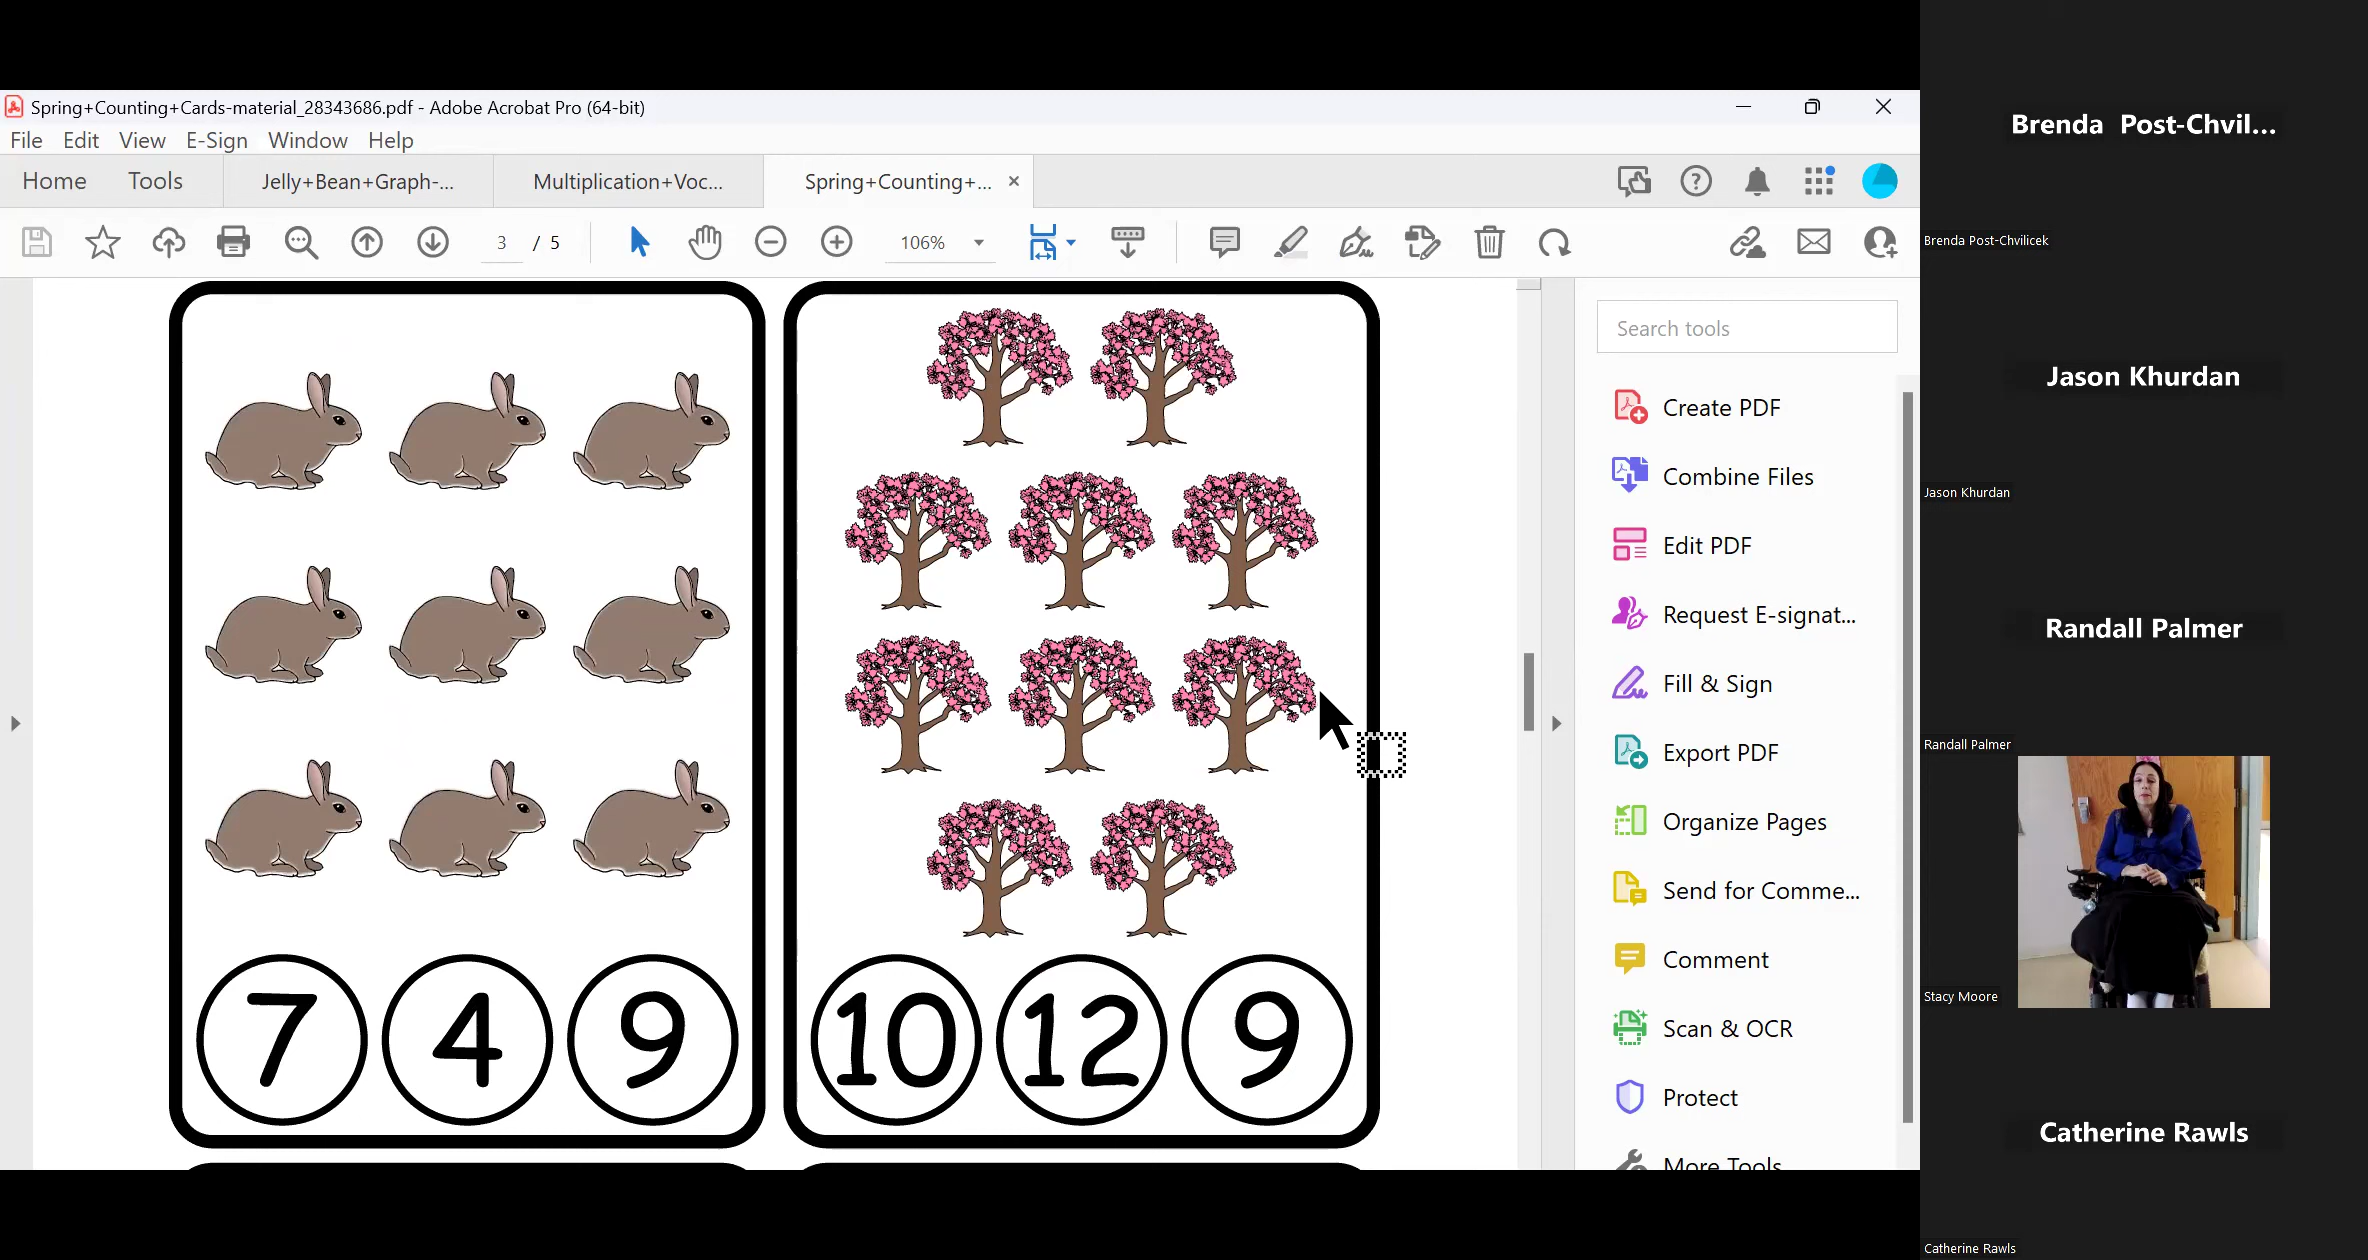 Spring+Counting+Cards-material_28343686.pdf - Adobe Acrobat Pro (64-bit)
File Edit View E-Sign Window Help
Home Tools Jelly+Bean+Graph-... Multiplication+Voc... Spring+Counting+...
3 / 5 106%
Search tools
Create PDF
Combine Files
Edit PDF
Request E-signat...
Fill & Sign
Export PDF
Organize Pages
Send for Comme...
Comment
Scan & OCR
Protect
More Tools
7 4 9
10 12 9
Brenda Post-Chvil...
Brenda Post-Chvilicek
Jason Khurdan
Jason Khurdan
Randall Palmer
Randall Palmer
Stacy Moore
Catherine Rawls
Catherine Rawls